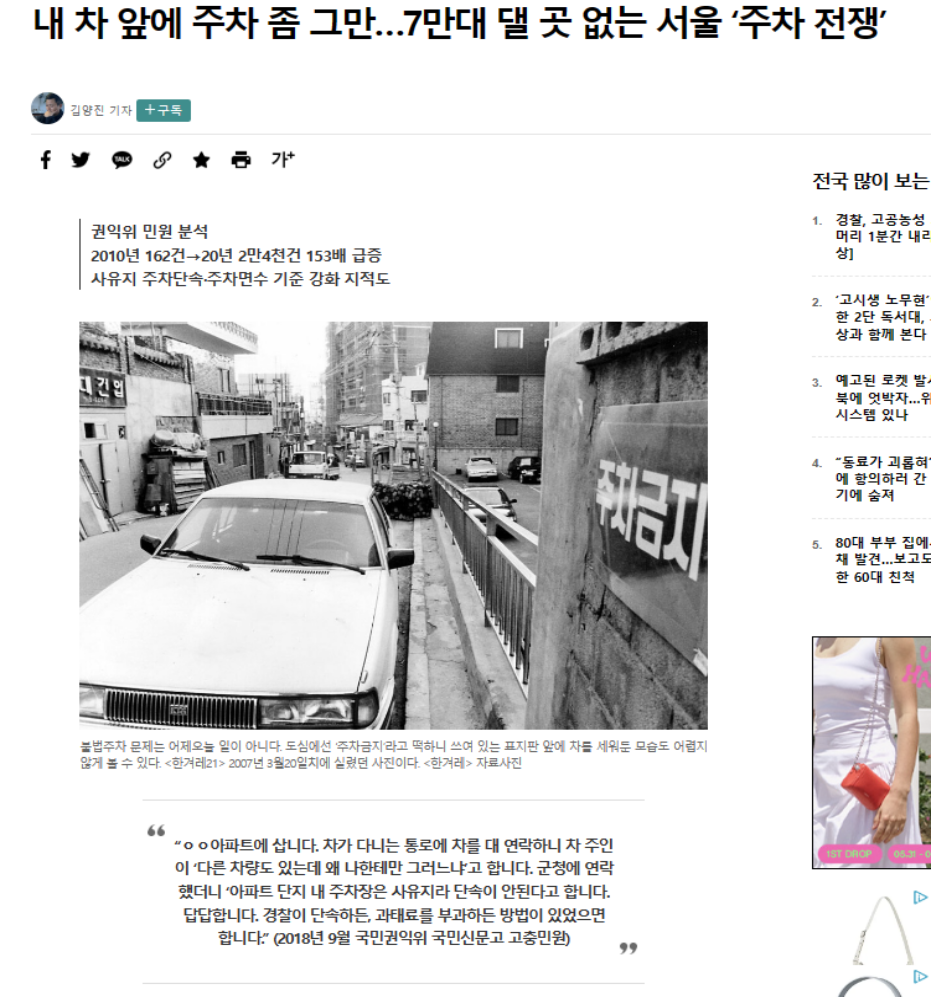 내 차 앞에 주차 좀 그만…7만대 댈 곳 없는 서울 ‘주차 전쟁’
김양진 기자 +구독
TALK
가+
권익위 민원 분석
2010년 162건→20년 2만4천건 153배 급증
사유지 주차단속·주차면수 기준 강화 지적도
건업
주차금지
KIA
불법주차 문제는 어제오늘 일이 아니다. 도심에선 ‘주차금지’라고 떡하니 쓰여 있는 표지판 앞에 차를 세워둔 모습도 어렵지
않게 볼 수 있다. <한겨레21> 2007년 3월20일치에 실렸던 사진이다. <한겨레> 자료사진
“ㅇㅇ아파트에 삽니다. 차가 다니는 통로에 차를 대 연락하니 차 주인
이 ‘다른 차량도 있는데 왜 나한테만 그러느냐’고 합니다. 군청에 연락
했더니 ‘아파트 단지 내 주차장은 사유지라 단속이 안된다고 합니다.
답답합니다. 경찰이 단속하든, 과태료를 부과하든 방법이 있었으면
합니다.” (2018년 9월 국민권익위 국민신문고 고충민원)
전국 많이 보는
1. 경찰, 고공농성
머리 1분간 내리
상]
2. ‘고시생 노무현’
한 2단 독서대,
상과 함께 본다
3. 예고된 로켓 발사
북에 엇박자…위
시스템 있나
4. “동료가 괴롭혀”
에 항의하러 간
기에 숨져
5. 80대 부부 집에
채 발견…보고도
한 60대 친척
1ST DROP
05.31 - 0